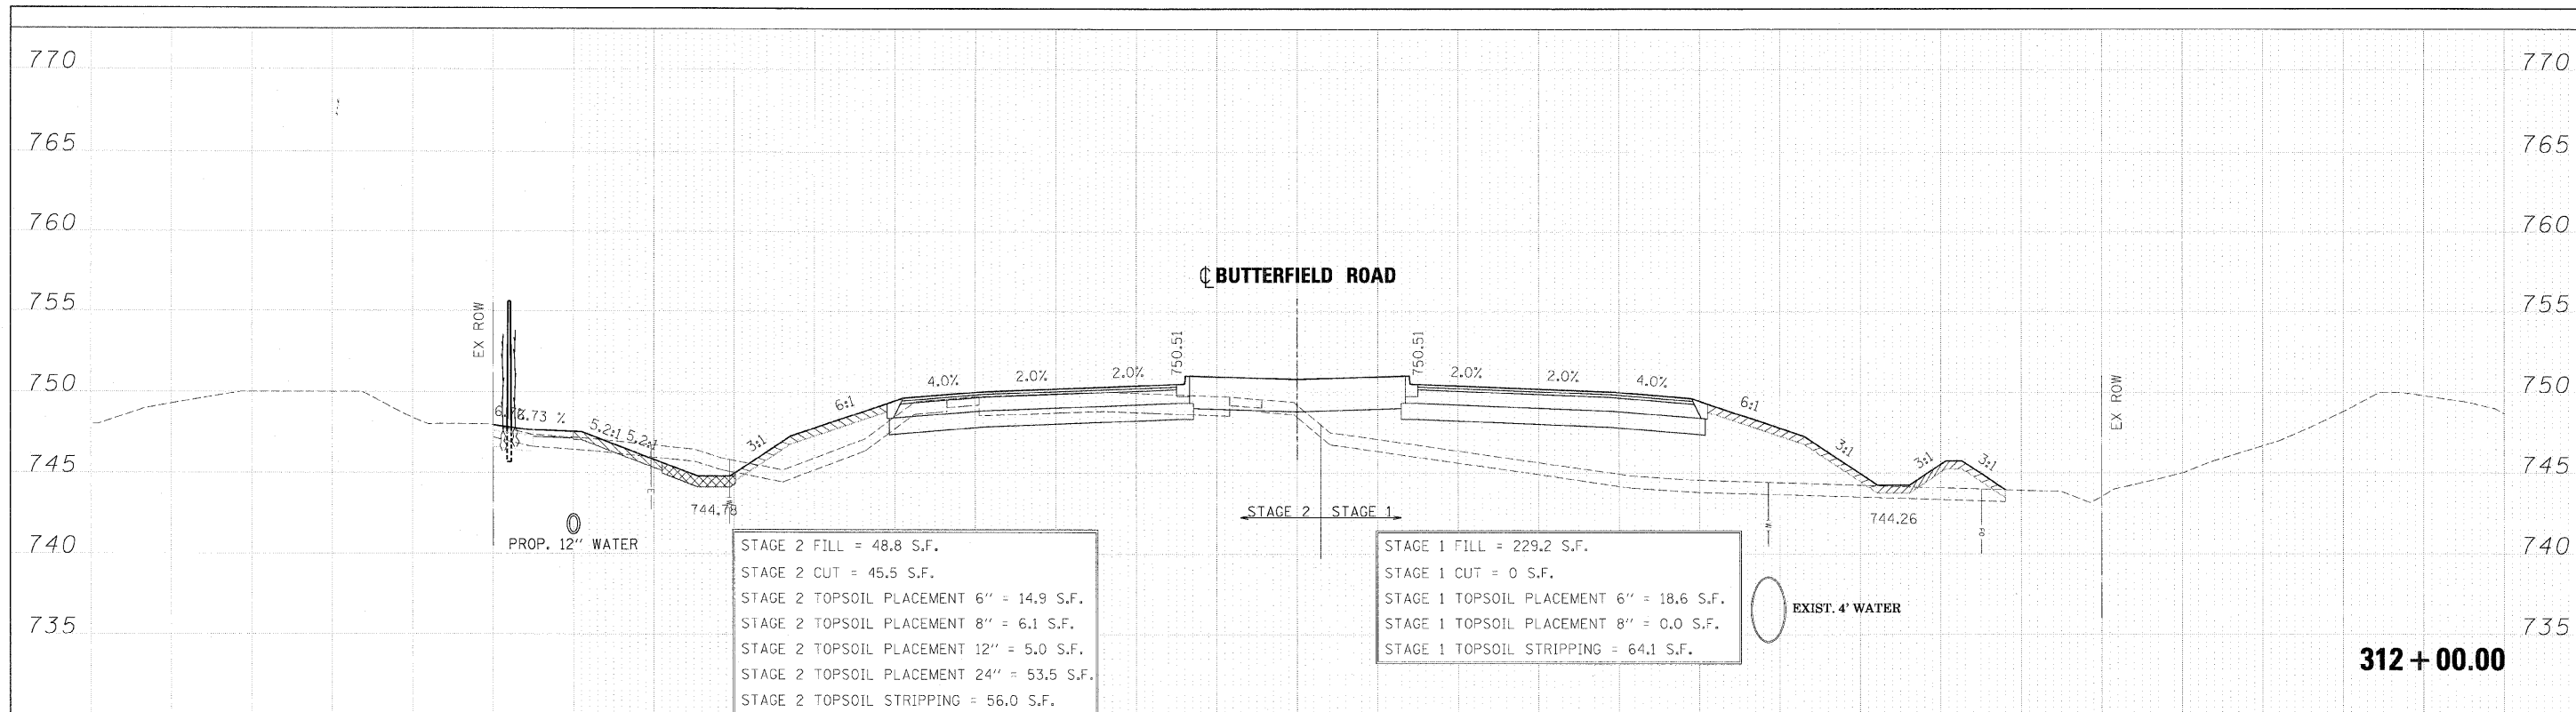 770 770
765 765
760 760
℄ BUTTERFIELD ROAD
755 755
EX ROW
750.51
750.51
750 750
4.0% 2.0% 2.0% 2.0% 2.0% 4.0%
6:1 6:1
EX ROW
6.73 %
5.2:1 5.2:1 3:1 3:1 3:1 3:1
745 745
744.78 744.26
STAGE 2 STAGE 1
PROP. 12" WATER
740 740
STAGE 2 FILL = 48.8 S.F.
STAGE 2 CUT = 45.5 S.F.
STAGE 2 TOPSOIL PLACEMENT 6" = 14.9 S.F.
STAGE 2 TOPSOIL PLACEMENT 8" = 6.1 S.F.
STAGE 2 TOPSOIL PLACEMENT 12" = 5.0 S.F.
STAGE 2 TOPSOIL PLACEMENT 24" = 53.5 S.F.
STAGE 2 TOPSOIL STRIPPING = 56.0 S.F.
STAGE 1 FILL = 229.2 S.F.
STAGE 1 CUT = 0 S.F.
STAGE 1 TOPSOIL PLACEMENT 6" = 18.6 S.F.
STAGE 1 TOPSOIL PLACEMENT 8" = 0.0 S.F.
STAGE 1 TOPSOIL STRIPPING = 64.1 S.F.
EXIST. 4' WATER
735 735
312 + 00.00